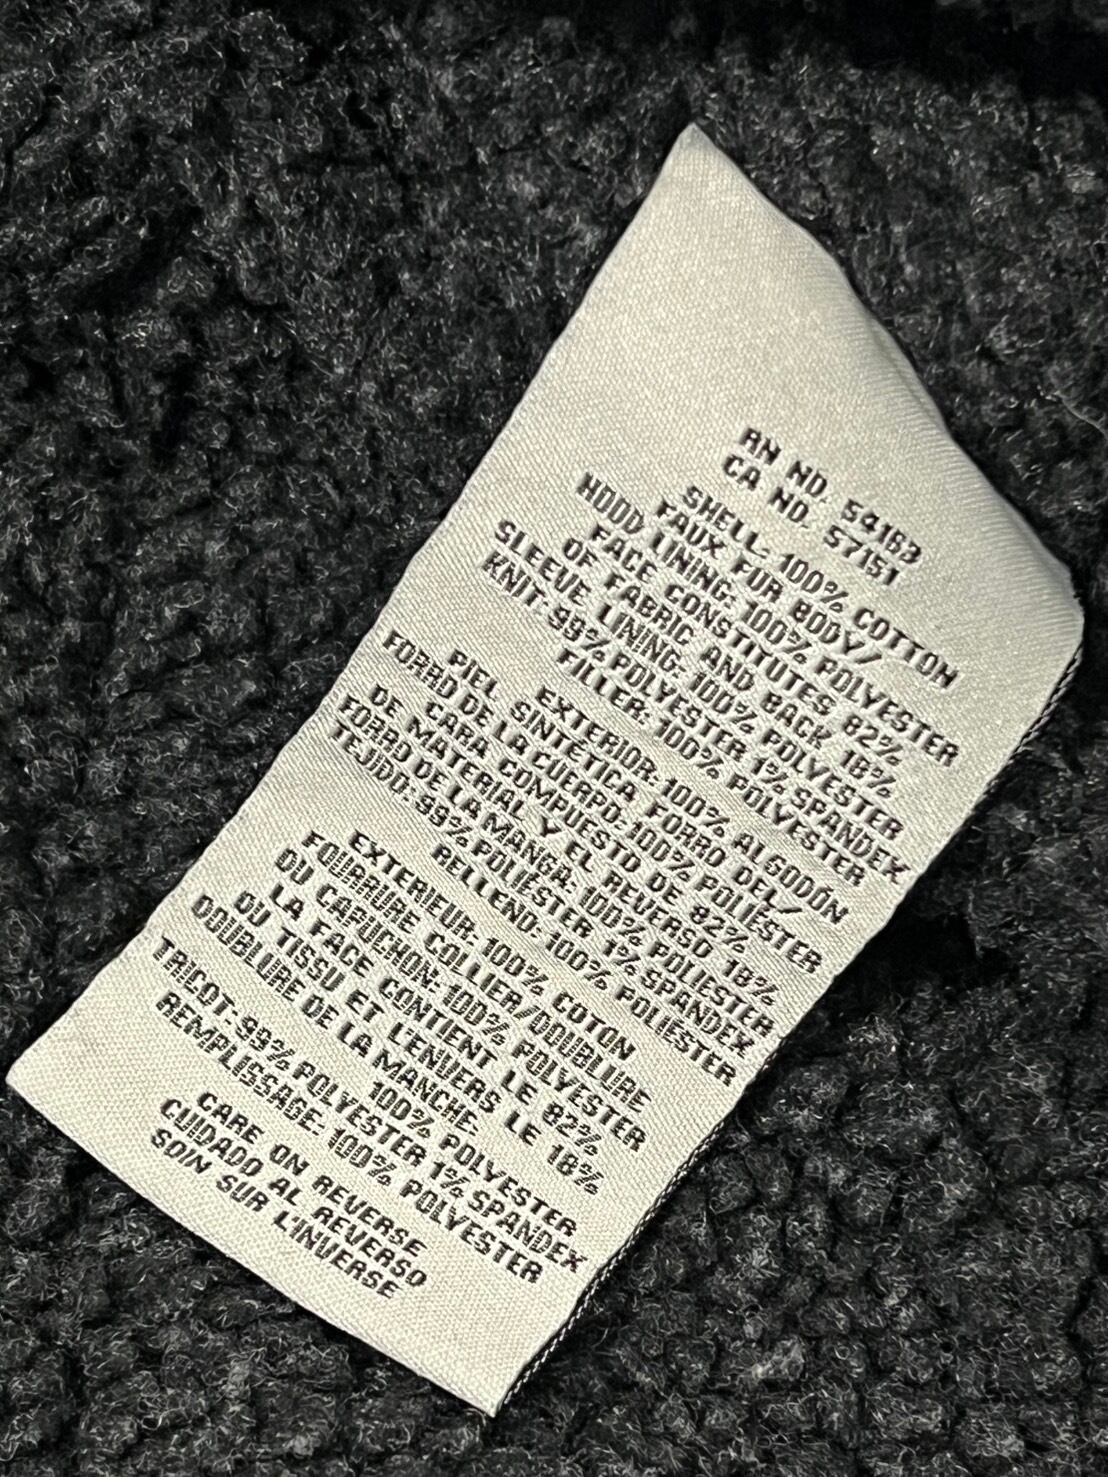 RN NO. 54163
CA NO. 57151
SHELL: 100% COTTON
FAUX FUR BODY/
HOOD LINING: 100% POLYESTER
FACE CONSTITUTES 82%
OF FABRIC AND BACK 18%
SLEEVE LINING: 100% POLYESTER
KNIT: 99% POLYESTER 1% SPANDEX
FILLER: 100% POLYESTER
EXTERIOR: 100% ALGODÓN
PIEL SINTÉTICA FORRO DEL/
FORRO DE LA CUERPO: 100% POLIÉSTER
CARA COMPUESTO DE 82%
DE MATERIAL Y EL REVERSO 18%
FORRO DE LA MANGA: 100% POLIÉSTER
TEJIDO: 99% POLIÉSTER 1% SPANDEX
RELLENO: 100% POLIÉSTER
EXTERIEUR: 100% COTON
FOURRURE COLLIER/DOUBLURE
DU CAPUCHON: 100% POLYESTER
LA FACE CONTIENT LE 82%
DU TISSU ET L'ENVERS LE 18%
DOUBLURE DE LA MANCHE:
100% POLYESTER
TRICOT: 99% POLYESTER 1% SPANDEX
REMPLISSAGE: 100% POLYESTER
CARE ON REVERSE
CUIDADO AL REVERSO
SOIN SUR L'INVERSE